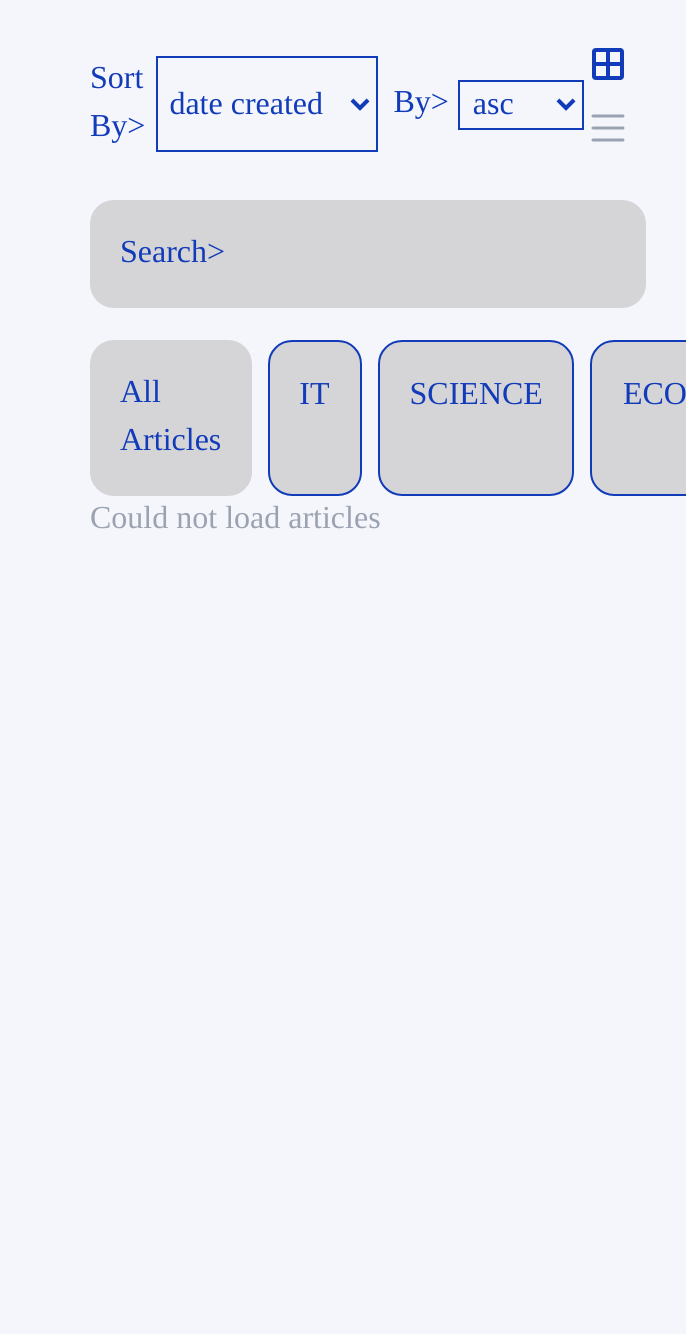 Sort
By>
date created
By>
asc
Search>
All
Articles
IT
SCIENCE
ECO
Could not load articles